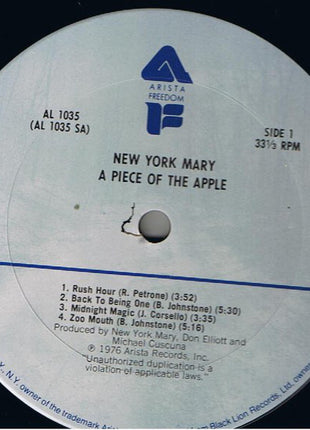 ARISTA
FREEDOM
AL 1035
(AL 1035 SA)
SIDE 1
33⅓ RPM
NEW YORK MARY
A PIECE OF THE APPLE
1. Rush Hour (R. Petrone) (3:52)
2. Back To Being One (B. Johnstone) (5:30)
3. Midnight Magic (J. Corsello) (3:35)
4. Zoo Mouth (B. Johnstone) (5:16)
Produced by New York Mary, Don Elliott and
Michael Cuscuna
℗ 1976 Arista Records, Inc.
"Unauthorized duplication is a
violation of applicable laws."
N.Y. owner of the trademark Arista
Black Lion Records Ltd., owner